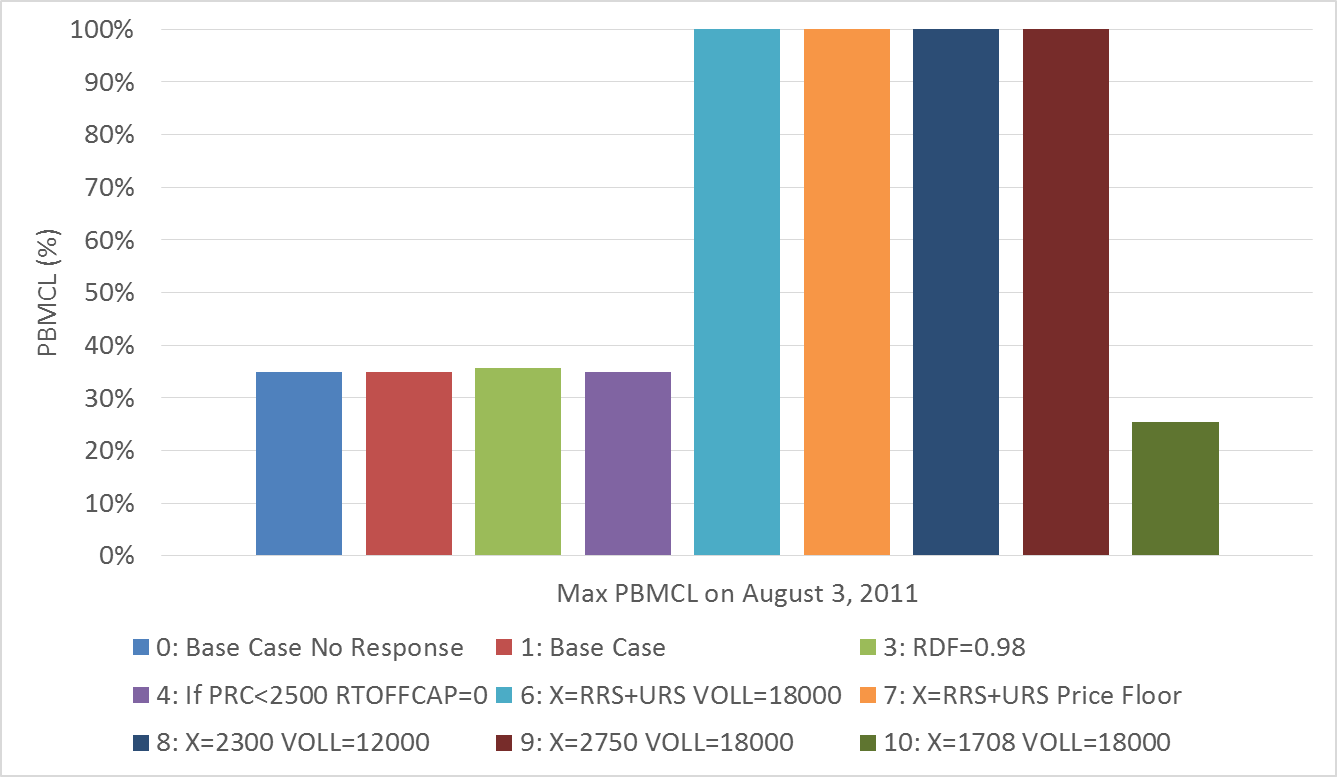 100%
90%
80%
70%
60%
50%
40%
30%
20%
10%
0%
PBMCL (%)
Max PBMCL on August 3, 2011
0: Base Case No Response
1: Base Case
3: RDF=0.98
4: If PRC<2500 RTOFFCAP=0
6: X=RRS+URS VOLL=18000
7: X=RRS+URS Price Floor
8: X=2300 VOLL=12000
9: X=2750 VOLL=18000
10: X=1708 VOLL=18000